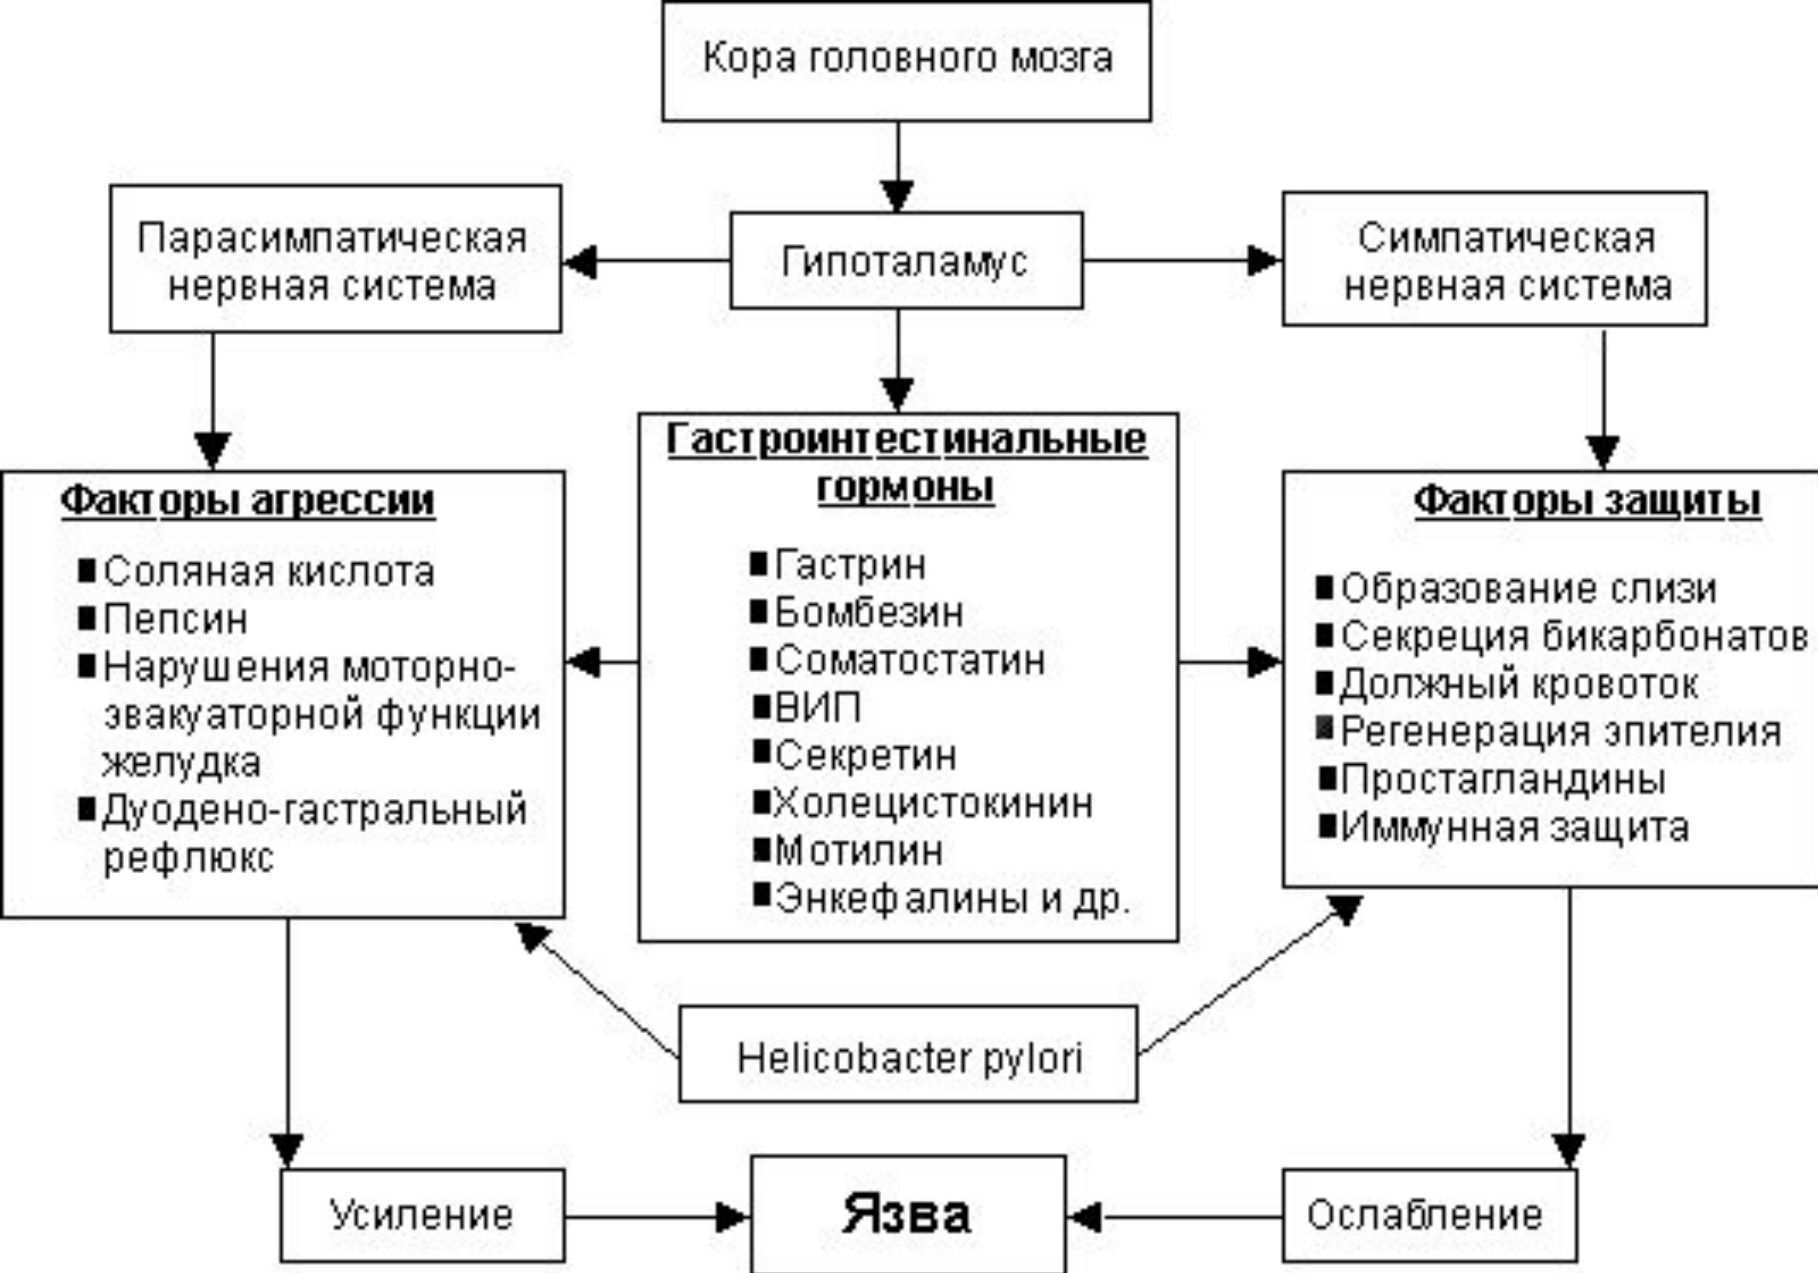 Кора головного мозга
Парасимпатическая
нервная система
Гипоталамус
Симпатическая
нервная система
Факторы агрессии
Соляная кислота
Пепсин
Нарушения моторно-
эвакуаторной функции
желудка
Дуодено-гастральный
рефлюкс
Гастроинтестинальные
гормоны
Гастрин
Бомбезин
Соматостатин
ВИП
Секретин
Холецистокинин
Мотилин
Энкефалины и др.
Факторы защиты
Образование слизи
Секреция бикарбонатов
Должный кровоток
Регенерация эпителия
Простагландины
Иммунная защита
Helicobacter pylori
Усиление
Язва
Ослабление